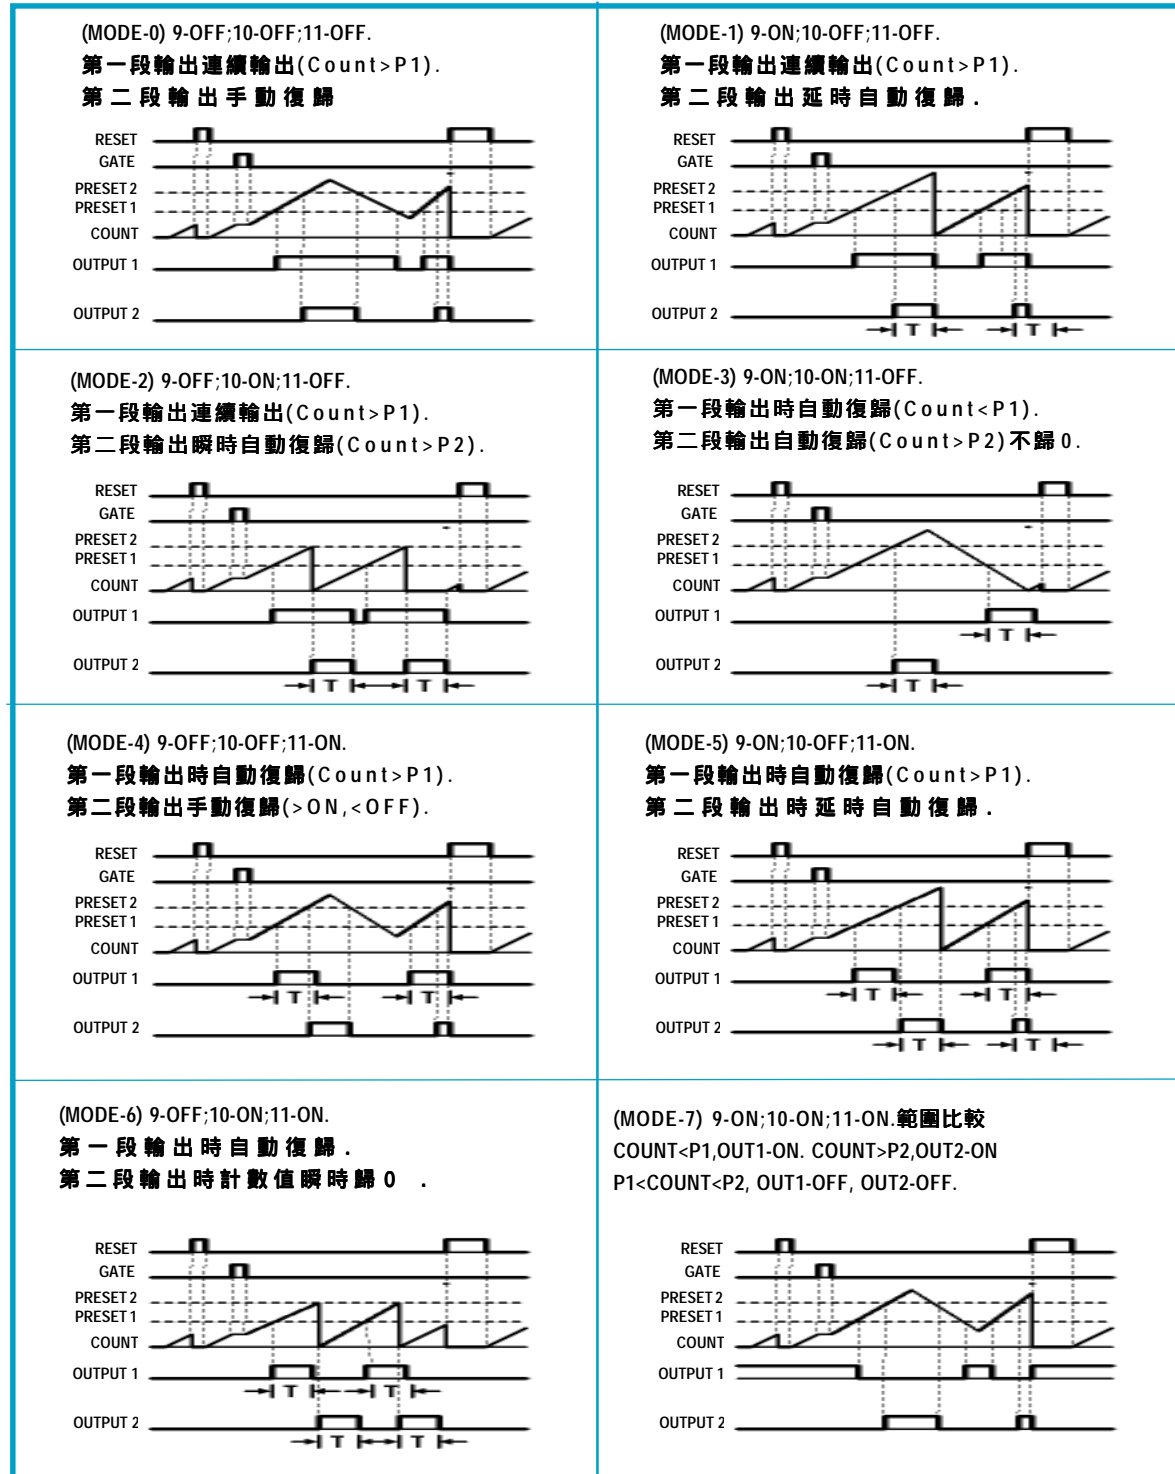 (MODE-0) 9-OFF;10-OFF;11-OFF.
第一段輸出連續輸出(Count>P1).
第二段輸出手動復歸
RESET
GATE
PRESET 2
PRESET 1
COUNT
OUTPUT 1
OUTPUT 2
(MODE-1) 9-ON;10-OFF;11-OFF.
第一段輸出連續輸出(Count>P1).
第二段輸出延時自動復歸.
RESET
GATE
PRESET 2
PRESET 1
COUNT
OUTPUT 1
OUTPUT 2
T T
(MODE-2) 9-OFF;10-ON;11-OFF.
第一段輸出連續輸出(Count>P1).
第二段輸出瞬時自動復歸(Count>P2).
RESET
GATE
PRESET 2
PRESET 1
COUNT
OUTPUT 1
OUTPUT 2
T T
(MODE-3) 9-ON;10-ON;11-OFF.
第一段輸出時自動復歸(Count<P1).
第二段輸出自動復歸(Count>P2)不歸0.
RESET
GATE
PRESET 2
PRESET 1
COUNT
OUTPUT 1
T
OUTPUT 2
T
(MODE-4) 9-OFF;10-OFF;11-ON.
第一段輸出時自動復歸(Count>P1).
第二段輸出手動復歸(>ON,<OFF).
RESET
GATE
PRESET 2
PRESET 1
COUNT
OUTPUT 1
T T
OUTPUT 2
(MODE-5) 9-ON;10-OFF;11-ON.
第一段輸出時自動復歸(Count>P1).
第二段輸出時延時自動復歸.
RESET
GATE
PRESET 2
PRESET 1
COUNT
OUTPUT 1
T T
OUTPUT 2
T T
(MODE-6) 9-OFF;10-ON;11-ON.
第一段輸出時自動復歸.
第二段輸出時計數值瞬時歸0 .
RESET
GATE
PRESET 2
PRESET 1
COUNT
OUTPUT 1
T T
OUTPUT 2
T T
(MODE-7) 9-ON;10-ON;11-ON.範圍比較
COUNT<P1,OUT1-ON. COUNT>P2,OUT2-ON
P1<COUNT<P2, OUT1-OFF, OUT2-OFF.
RESET
GATE
PRESET 2
PRESET 1
COUNT
OUTPUT 1
OUTPUT 2